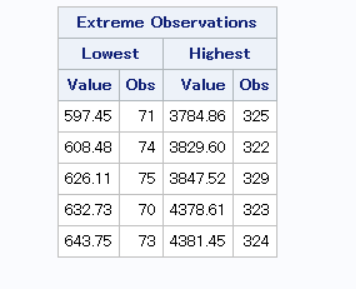 Extreme Observations
Lowest Highest
Value Obs Value Obs
597.45 71 3784.86 325
608.48 74 3829.60 322
626.11 75 3847.52 329
632.73 70 4378.61 323
643.75 73 4381.45 324